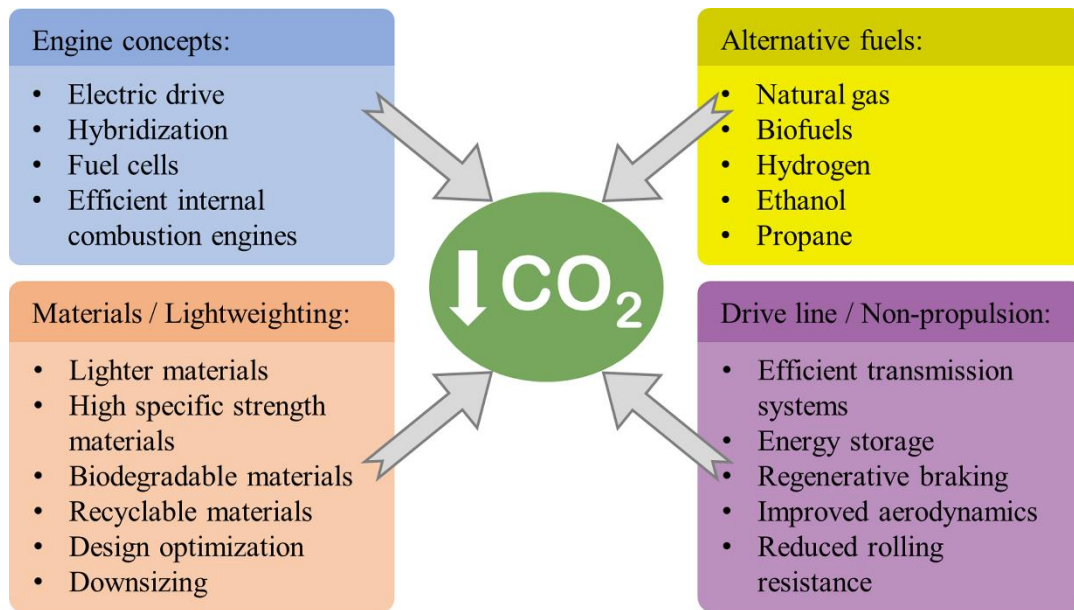 Engine concepts:
• Electric drive
• Hybridization
• Fuel cells
• Efficient internal
combustion engines
Alternative fuels:
• Natural gas
• Biofuels
• Hydrogen
• Ethanol
• Propane
CO₂
Materials / Lightweighting:
• Lighter materials
• High specific strength
materials
• Biodegradable materials
• Recyclable materials
• Design optimization
• Downsizing
Drive line / Non-propulsion:
• Efficient transmission
systems
• Energy storage
• Regenerative braking
• Improved aerodynamics
• Reduced rolling
resistance